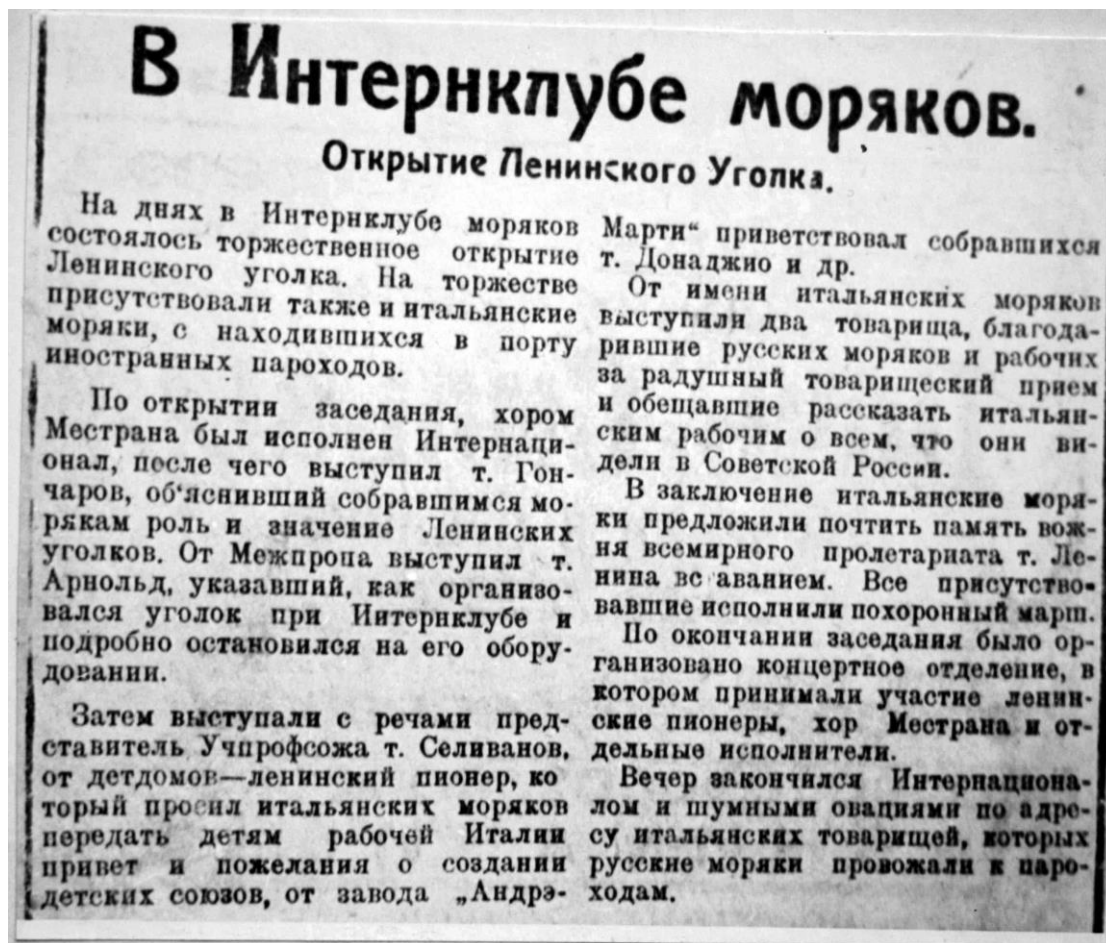 В Интернклубе моряков.
Открытие Ленинского Уголка.
На днях в Интернклубе моряков
состоялось торжественное открытие
Ленинского уголка. На торжестве
присутствовали также и итальянские
моряки, с находившихся в порту
иностранных пароходов.
По открытии заседания, хором
Местрана был исполнен Интернаци-
онал, после чего выступил т. Гон-
чаров, об‘яснивший собравшимся мо-
рякам роль и значение Ленинских
уголков. От Межпропа выступил т.
Арнольд, указавший, как организо-
вался уголок при Интернклубе и
подробно остановился на его обору-
довании.
Затем выступали с речами пред-
ставитель Учпрофсожа т. Селиванов,
от детдомов—ленинский пионер, ко
торый просил итальянских моряков
передать детям рабочей Италии
привет и пожелания о создании
детских союзов, от завода „Андрэ-
Марти“ приветствовал собравшихся
т. Донаджио и др.
От имени итальянских моряков
выступили два товарища, благода-
рившие русских моряков и рабочих
за радушный товарищеский прием
и обещавшие рассказать итальян-
ским рабочим о всем, что они ви-
дели в Советской России.
В заключение итальянские моря-
ки предложили почтить память вож-
ня всемирного пролетариата т. Ле-
нина вс аванием. Все присутство-
вавшие исполнили похоронный марш.
По окончании заседания было ор-
ганизовано концертное отделение, в
котором принимали участие ленин-
ские пионеры, хор Местрана и от-
дельные исполнители.
Вечер закончился Интернациона-
лом и шумными овациями по адре-
су итальянских товарищей, которых
русские моряки провожали к паро-
ходам.